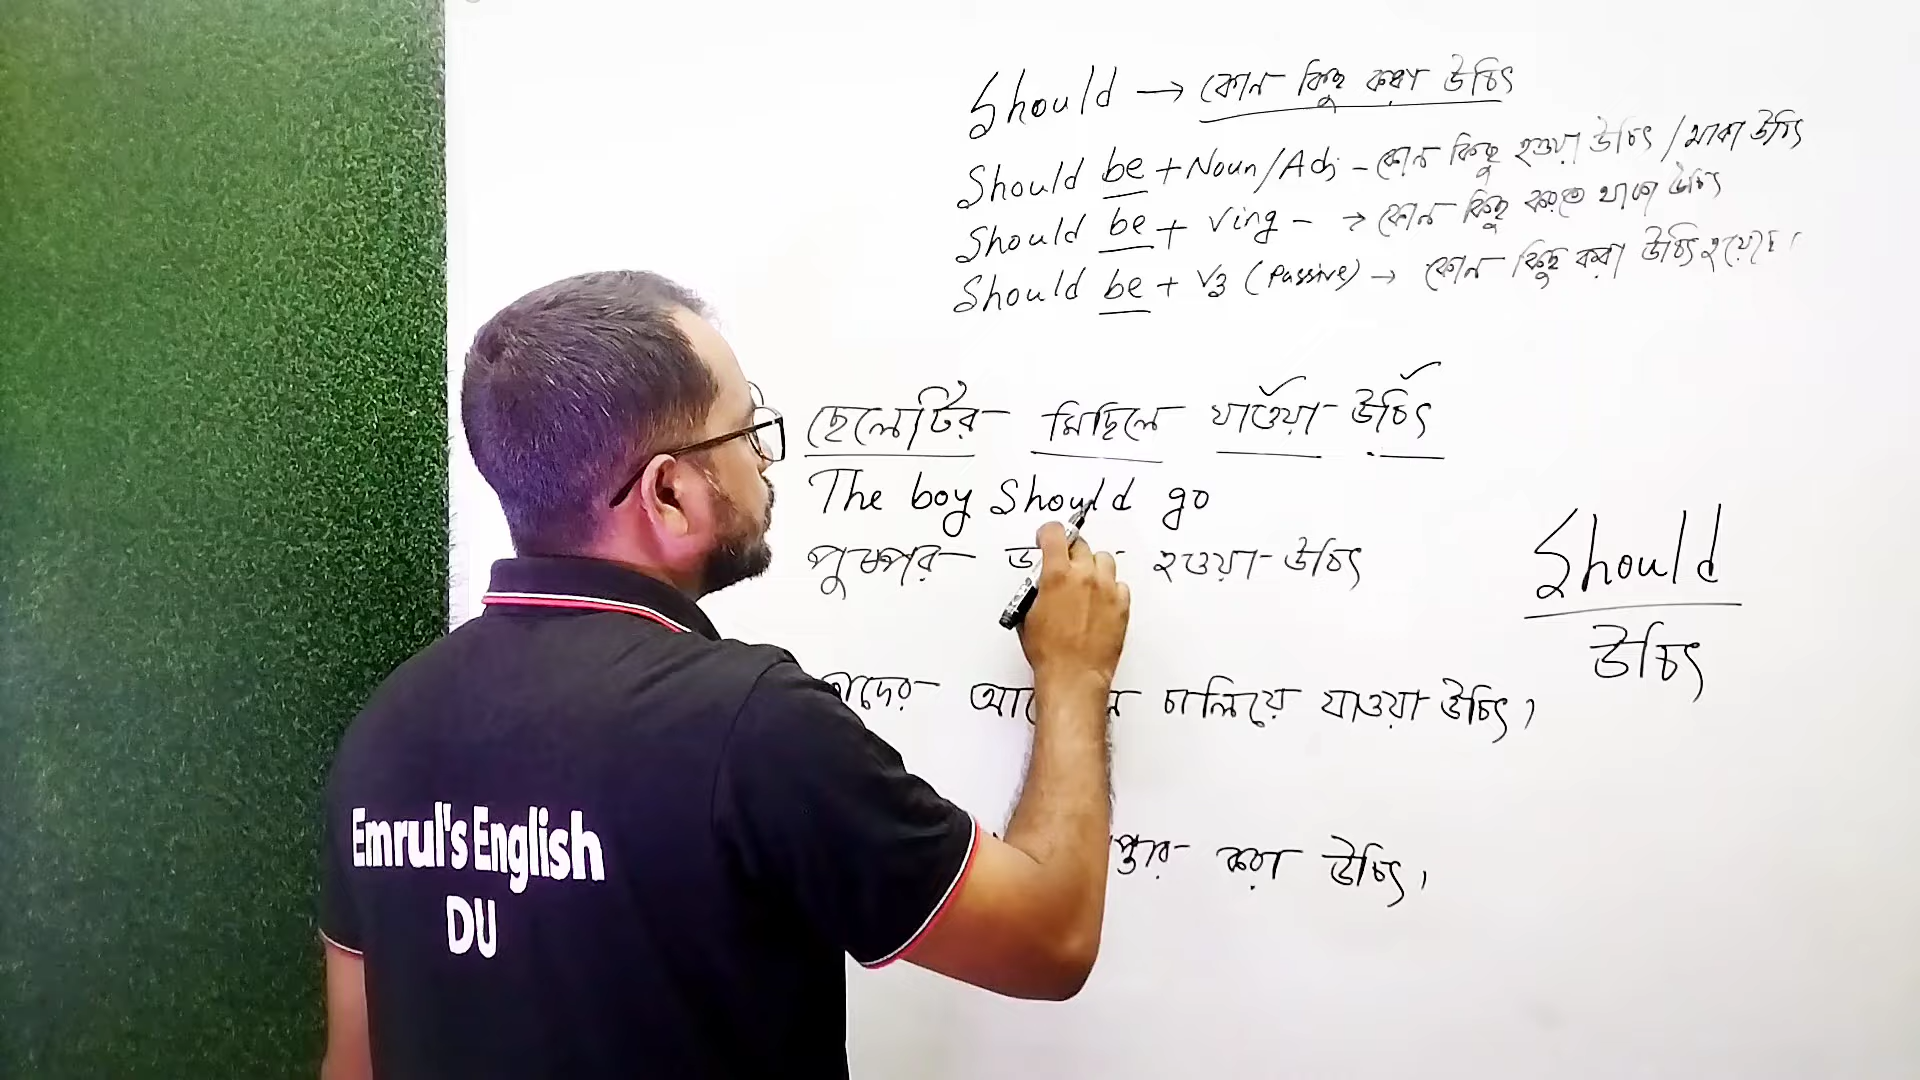 Should → কোন কিছু করা উচিৎ
Should be + Noun/Adj - কোন কিছু হওয়া উচিৎ / থাকা উচিৎ
Should be + Ving - → কোন কিছু করতে থাকা উচিৎ
Should be + V3 (Passive) → কোন কিছু করা উচিৎ হয়েছে।
ছেলেটির মিছিলে যাওয়া উচিৎ
The boy Should go
পুষ্পর হওয়া উচিৎ
Should
উচিৎ
চালিয়ে যাওয়া উচিৎ।
করা উচিৎ।
Emrul's English
DU